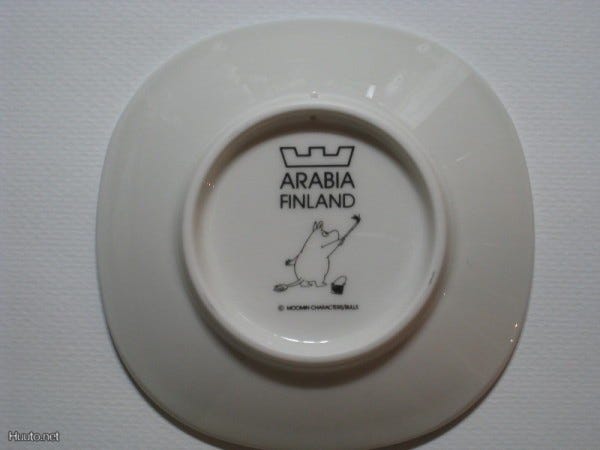 ARABIA
FINLAND
© MOOMIN CHARACTERS/BULLS
Huuto.net